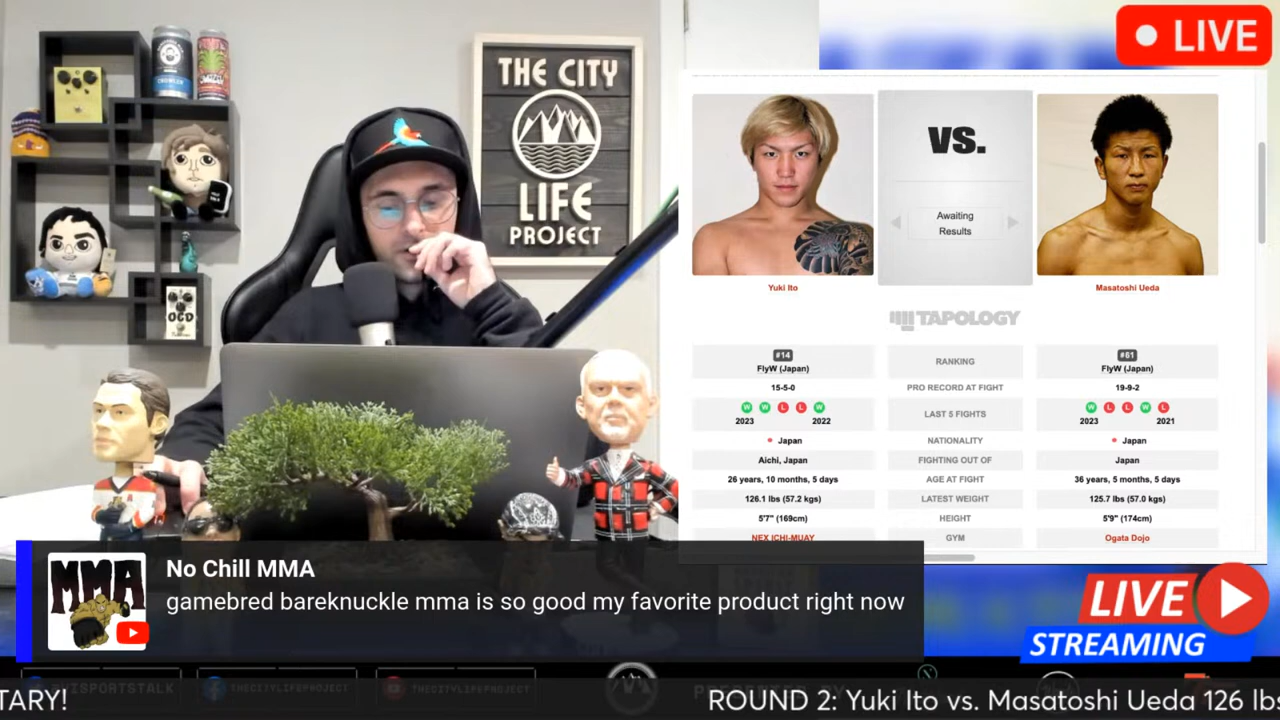 LIVE
THE CITY
LIFE
PROJECT
OCD
VS.
Awaiting
Results
Yuki Ito
Masatoshi Ueda
TAPOLOGY
#14
FlyW (Japan)
RANKING
#61
FlyW (Japan)
15-5-0
PRO RECORD AT FIGHT
19-9-2
W W L L W
2023 2022
LAST 5 FIGHTS
W L L W L
2023 2021
Japan
NATIONALITY
Japan
Aichi, Japan
FIGHTING OUT OF
Japan
26 years, 10 months, 5 days
AGE AT FIGHT
36 years, 5 months, 5 days
126.1 lbs (57.2 kgs)
LATEST WEIGHT
125.7 lbs (57.0 kgs)
5'7" (169cm)
HEIGHT
5'9" (174cm)
NEX ICHI-MUAY
GYM
Ogata Dojo
MMA
No Chill MMA
gamebred bareknuckle mma is so good my favorite product right now
LIVE
STREAMING
THECITYLIFEPROJECT
THECITYLIFEPROJECT
TARY!
ROUND 2: Yuki Ito vs. Masatoshi Ueda 126 lbs